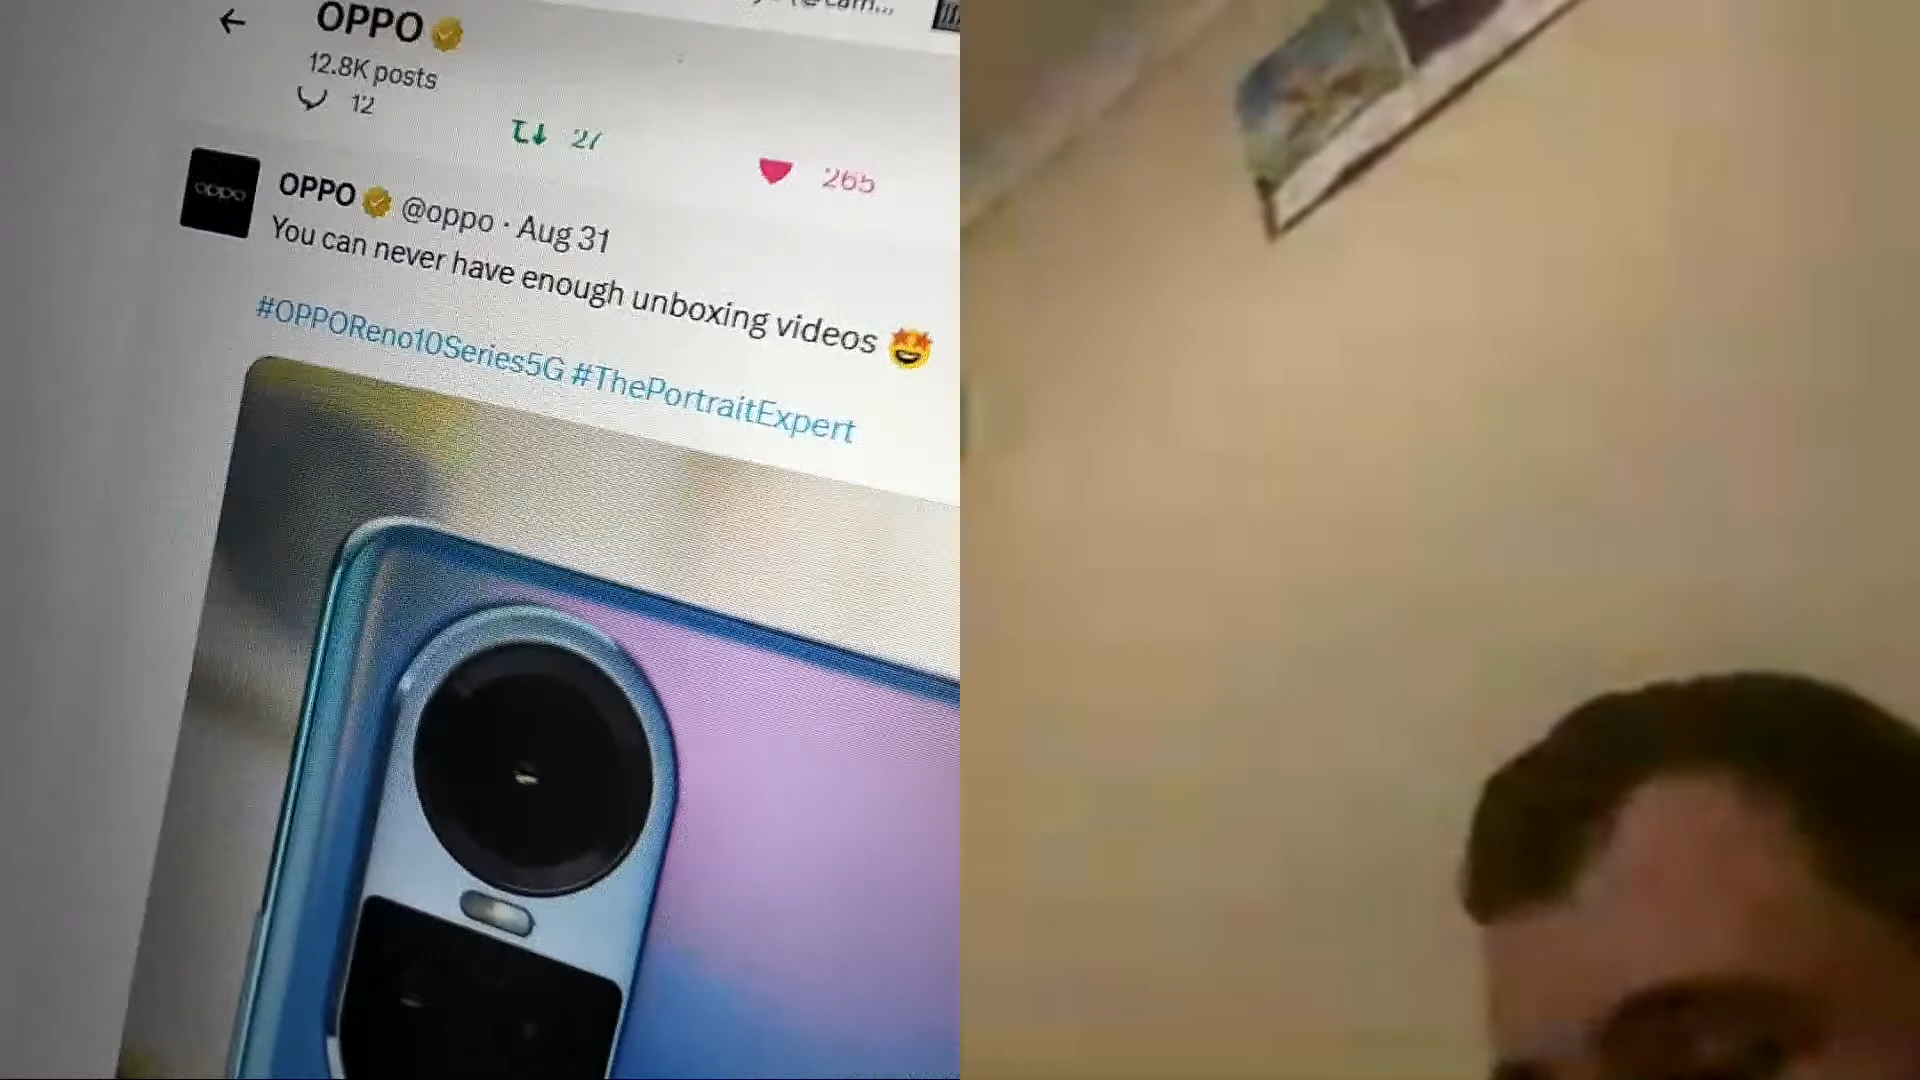 OPPO
12.8K posts
12 27 265
oppo
OPPO @oppo · Aug 31
You can never have enough unboxing videos 🤩
#OPPOReno10Series5G #ThePortraitExpert